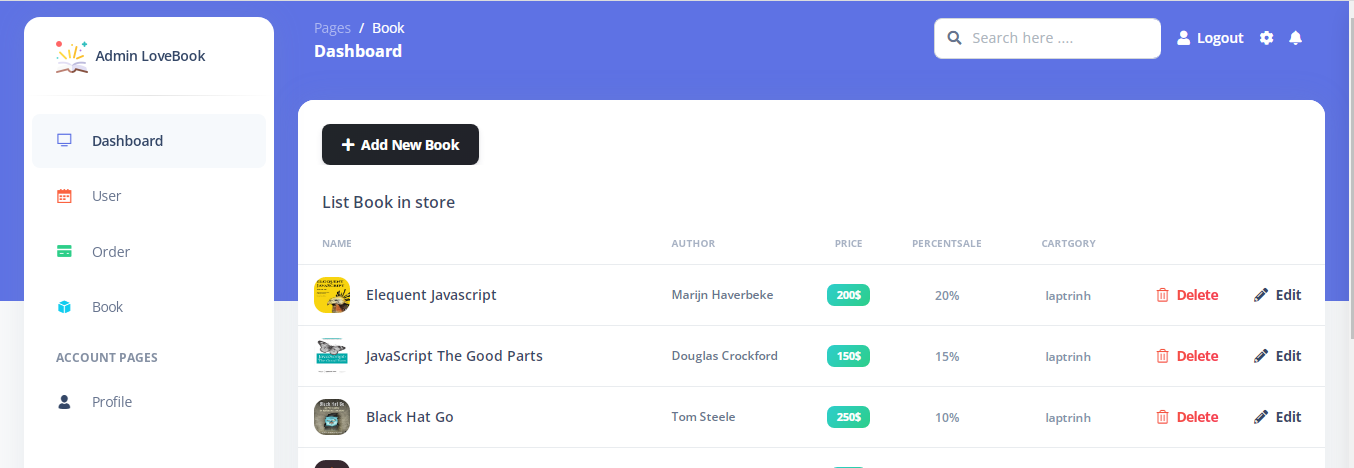 Admin LoveBook
Dashboard
User
Order
Book
ACCOUNT PAGES
Profile
Pages / Book
Dashboard
Search here ....
Logout
Add New Book
List Book in store
NAME AUTHOR PRICE PERCENTSALE CARTGORY
Elequent Javascript Marijn Haverbeke 200$ 20% laptrinh Delete Edit
JavaScript The Good Parts Douglas Crockford 150$ 15% laptrinh Delete Edit
Black Hat Go Tom Steele 250$ 10% laptrinh Delete Edit